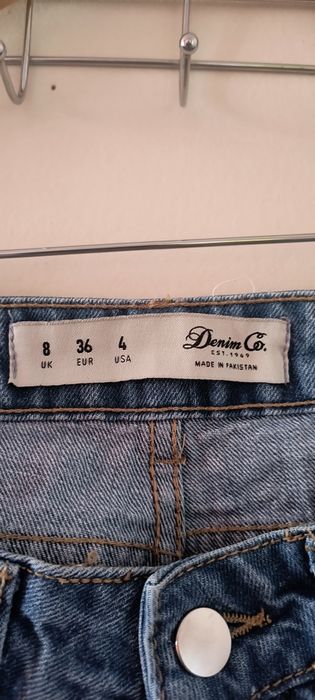 8 36 4 Denim Co.
UK EUR USA EST. 1969
MADE IN PAKISTAN